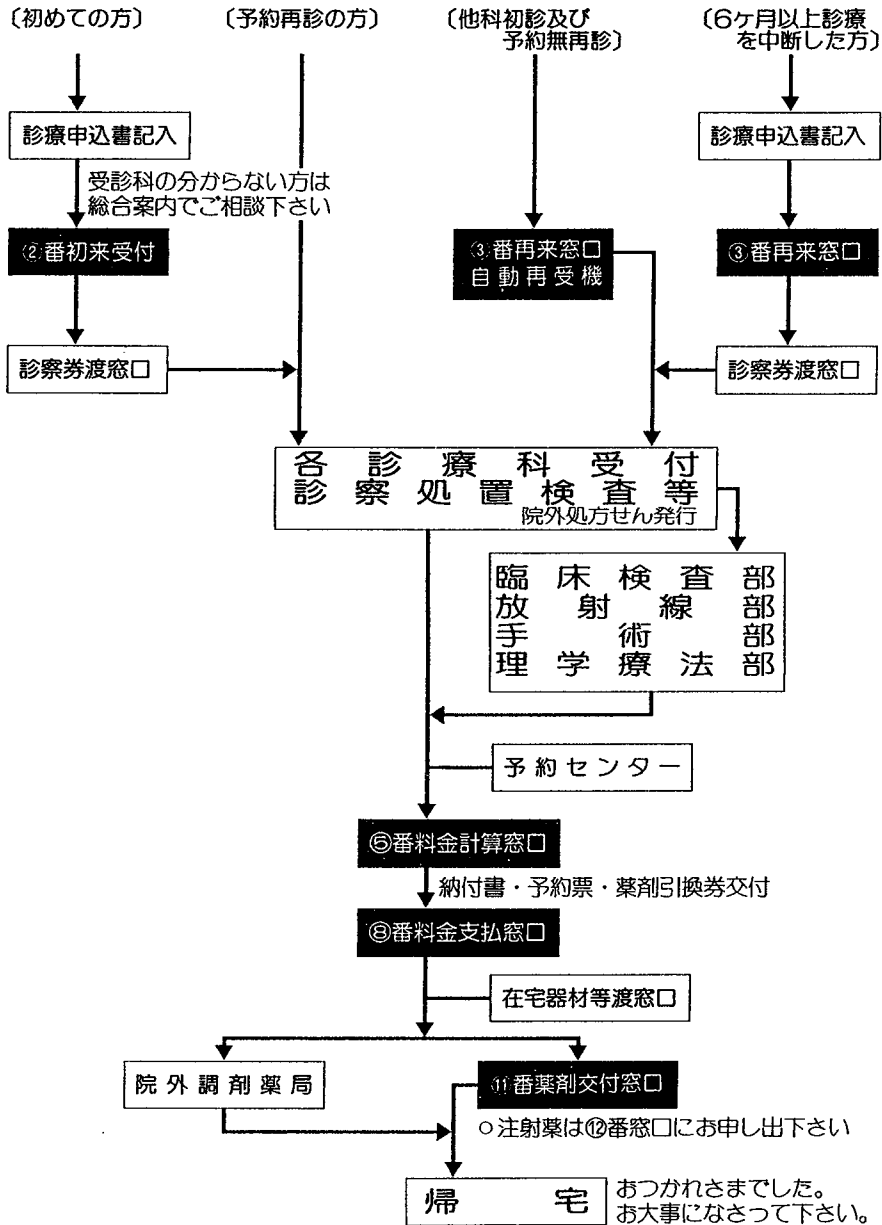 〔初めての方〕
〔予約再診の方〕
〔他科初診及び
予約無再診〕
〔6ケ月以上診療
を中断した方〕
診療申込書記入
診療申込書記入
受診科の分からない方は
総合案内でご相談下さい
②番初来受付
③番再来窓口
自動再受機
③番再来窓口
診察券渡窓口
診察券渡窓口
各診療科受付
診察処置検査等
院外処方せん発行
臨床検査部
放射線部
手術部
理学療法部
予約センター
⑤番料金計算窓口
納付書・予約票・薬剤引換券交付
⑧番料金支払窓口
在宅器材等渡窓口
院外調剤薬局
⑪番薬剤交付窓口
○注射薬は⑫番窓口にお申し出下さい
帰宅
おつかれさまでした。
お大事になさって下さい。